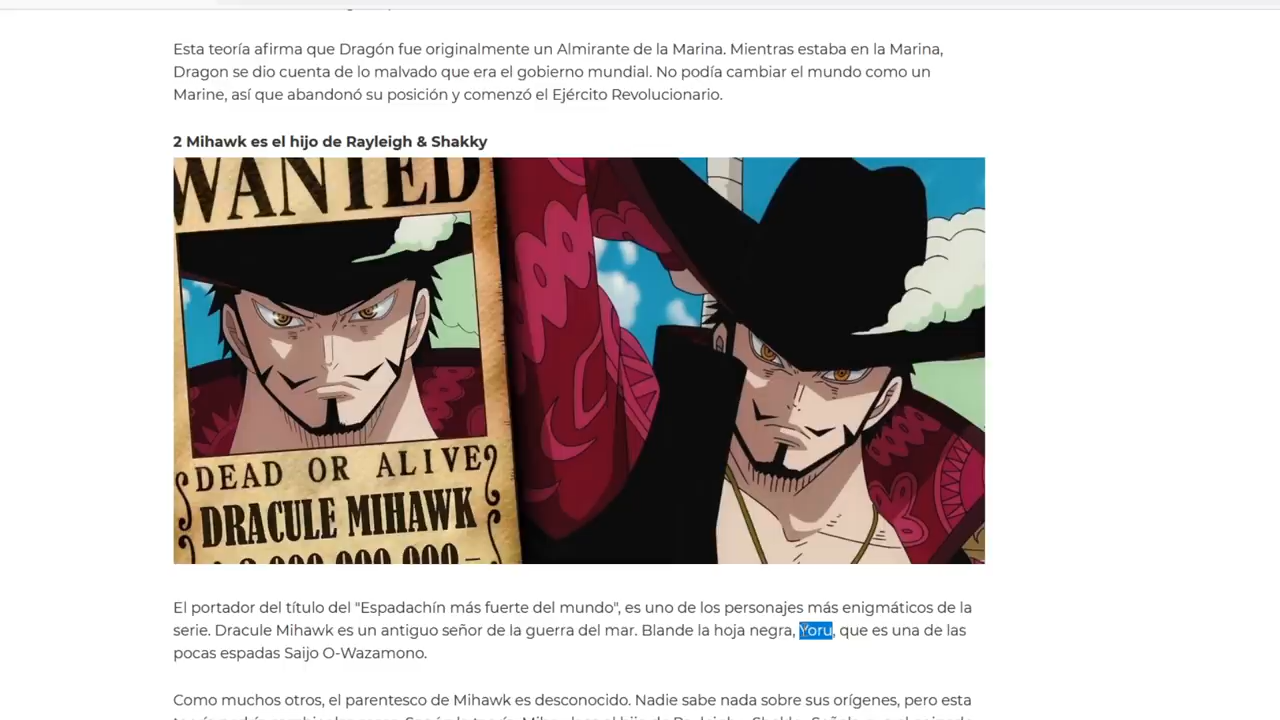 Esta teoría afirma que Dragón fue originalmente un Almirante de la Marina. Mientras estaba en la Marina,
Dragon se dio cuenta de lo malvado que era el gobierno mundial. No podía cambiar el mundo como un
Marine, así que abandonó su posición y comenzó el Ejército Revolucionario.
2 Mihawk es el hijo de Rayleigh & Shakky
WANTED
DEAD OR ALIVE
DRACULE MIHAWK
El portador del título del "Espadachín más fuerte del mundo", es uno de los personajes más enigmáticos de la
serie. Dracule Mihawk es un antiguo señor de la guerra del mar. Blande la hoja negra, Yoru, que es una de las
pocas espadas Saijo O-Wazamono.
Como muchos otros, el parentesco de Mihawk es desconocido. Nadie sabe nada sobre sus orígenes, pero esta